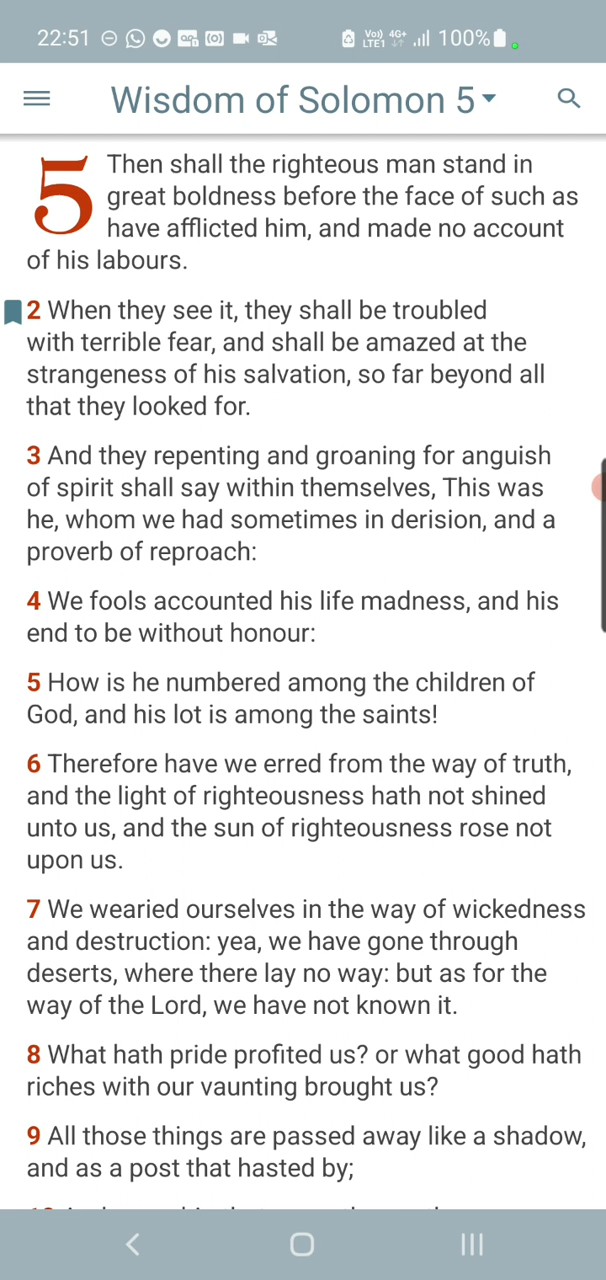 22:51 Vo) LTE1 4G+ 100%
Wisdom of Solomon 5
5 Then shall the righteous man stand in
great boldness before the face of such as
have afflicted him, and made no account
of his labours.
2 When they see it, they shall be troubled
with terrible fear, and shall be amazed at the
strangeness of his salvation, so far beyond all
that they looked for.
3 And they repenting and groaning for anguish
of spirit shall say within themselves, This was
he, whom we had sometimes in derision, and a
proverb of reproach:
4 We fools accounted his life madness, and his
end to be without honour:
5 How is he numbered among the children of
God, and his lot is among the saints!
6 Therefore have we erred from the way of truth,
and the light of righteousness hath not shined
unto us, and the sun of righteousness rose not
upon us.
7 We wearied ourselves in the way of wickedness
and destruction: yea, we have gone through
deserts, where there lay no way: but as for the
way of the Lord, we have not known it.
8 What hath pride profited us? or what good hath
riches with our vaunting brought us?
9 All those things are passed away like a shadow,
and as a post that hasted by;